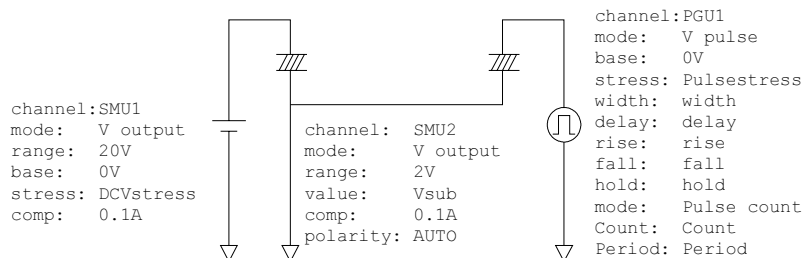 channel:SMU1
mode: V output
range: 20V
base: 0V
stress: DCVstress
comp: 0.1A
channel: SMU2
mode: V output
range: 2V
value: Vsub
comp: 0.1A
polarity: AUTO
channel:PGU1
mode: V pulse
base: 0V
stress: Pulsestress
width: width
delay: delay
rise: rise
fall: fall
hold: hold
mode: Pulse count
Count: Count
Period: Period